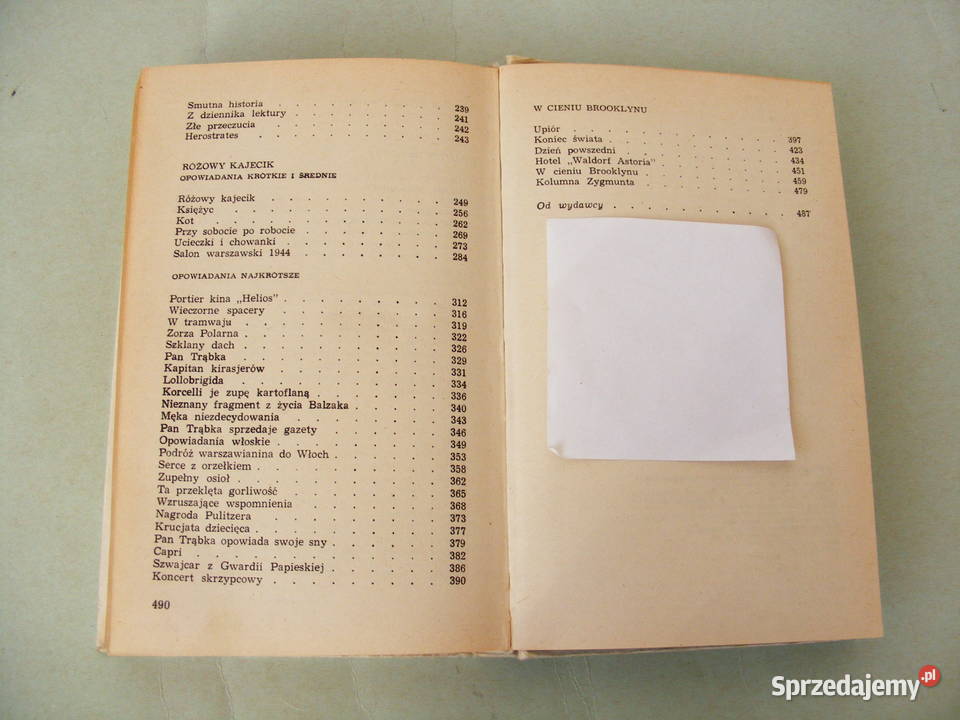 Smutna historia . . . . . . . . . 239
Z dziennika lektury . . . . . . . . 241
Złe przeczucia . . . . . . . . . 242
Herostrates . . . . . . . . . . 243
RÓŻOWY KAJECIK
OPOWIADANIA KRÓTKIE I ŚREDNIE
Różowy kajecik . . . . . . . . . 249
Księżyc . . . . . . . . . . 256
Kot . . . . . . . . . . . 262
Przy sobocie po robocie . . . . . . . 269
Ucieczki i chowanki . . . . . . . . 273
Salon warszawski 1944 . . . . . . . 284
OPOWIADANIA NAJKRÓTSZE
Portier kina „Helios” . . . . . . . . 312
Wieczorne spacery . . . . . . . . 316
W tramwaju . . . . . . . . . . 319
Zorza Polarna . . . . . . . . . . 322
Szklany dach . . . . . . . . . . 326
Pan Trąbka . . . . . . . . . . 329
Kapitan kirasjerów . . . . . . . . 331
Lollobrigida . . . . . . . . . . 334
Korcelli je zupę kartoflaną . . . . . . . 336
Nieznany fragment z życia Balzaka . . . . . 340
Męka niezdecydowania . . . . . . . 343
Pan Trąbka sprzedaje gazety . . . . . . 346
Opowiadania włoskie . . . . . . . . 349
Podróż warszawianina do Włoch . . . . . . 353
Serce z orzełkiem . . . . . . . . . 358
Zupełny osioł . . . . . . . . . . 362
Ta przeklęta gorliwość . . . . . . . . 365
Wzruszające wspomnienia . . . . . . . 368
Nagroda Pulitzera . . . . . . . . . 373
Krucjata dziecięca . . . . . . . . . 377
Pan Trąbka opowiada swoje sny . . . . . . 379
Capri . . . . . . . . . . . 382
Szwajcar z Gwardii Papieskiej . . . . . . 386
Koncert skrzypcowy . . . . . . . . 390
490
W CIENIU BROOKLYNU
Upiór . . . . . . . . . . . 397
Koniec świata . . . . . . . . . . 423
Dzień powszedni . . . . . . . . . 434
Hotel „Waldorf Astoria” . . . . . . . . 451
W cieniu Brooklynu . . . . . . . . 459
Kolumna Zygmunta . . . . . . . . 479
Od wydawcy . . . . . . . . . . 487
Sprzedajemy.pl